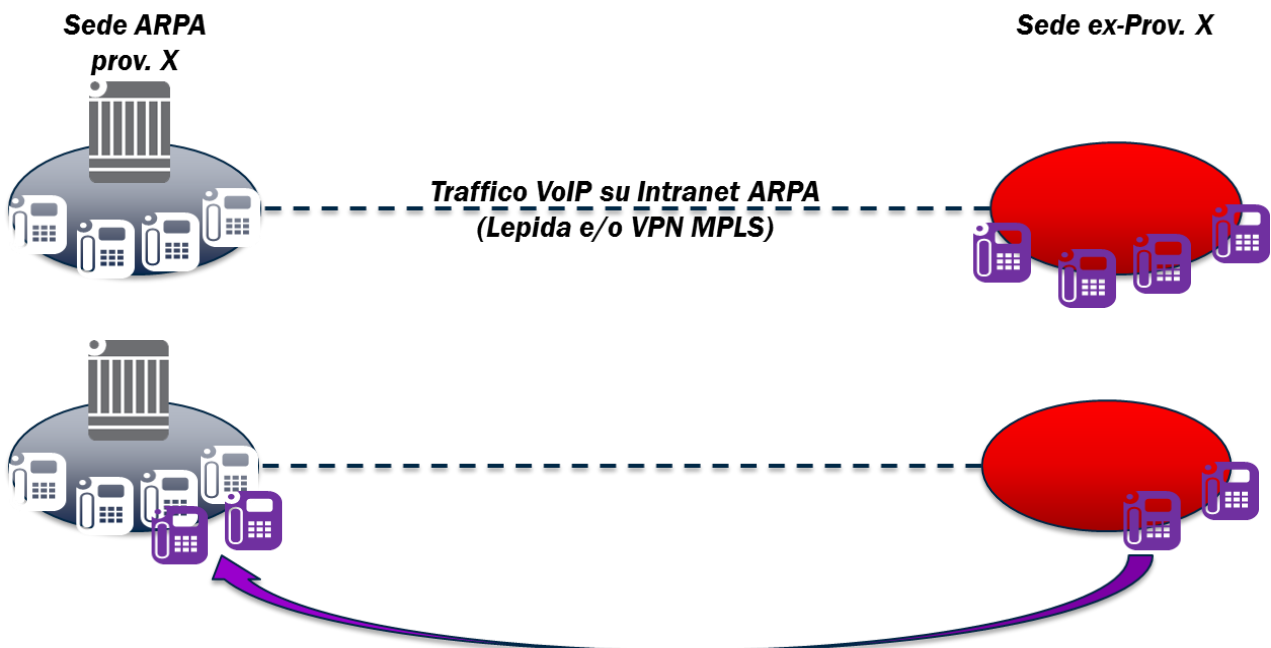 Sede ARPA
prov. X
Sede ex-Prov. X
Traffico VoIP su Intranet ARPA
(Lepida e/o VPN MPLS)